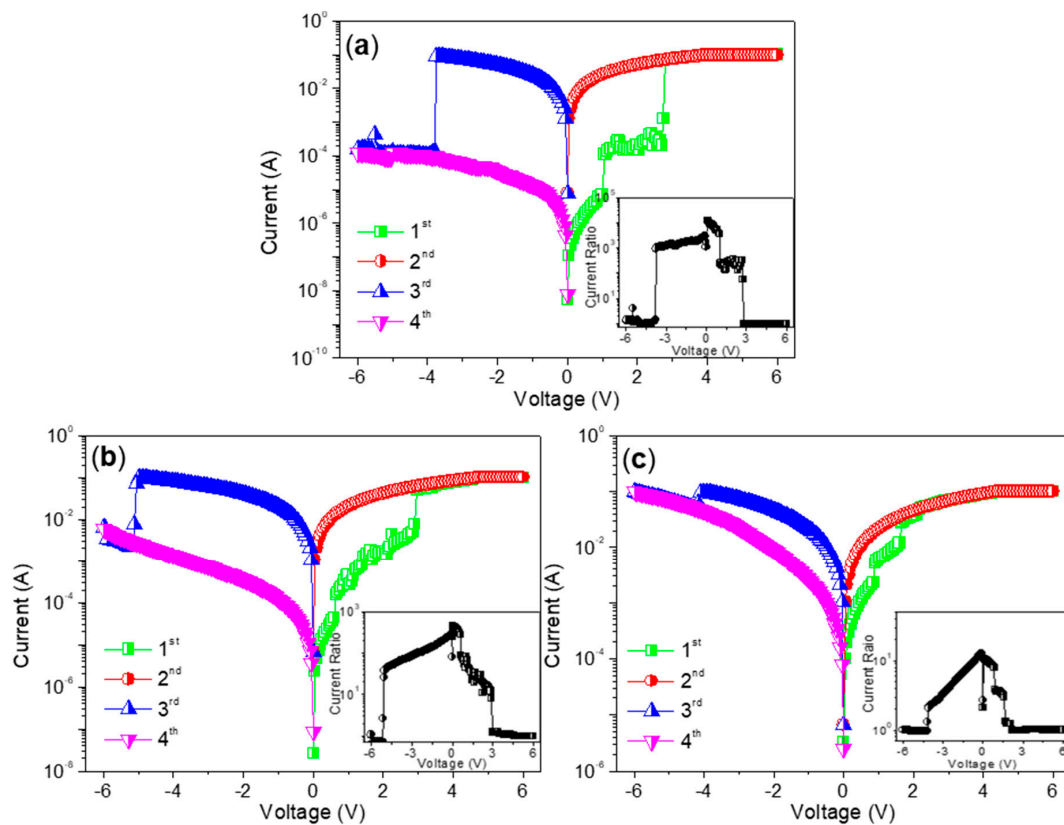 (a)
10^0
10^-2
10^-4
10^-6
10^-8
10^-10
Current (A)
1st
2nd
3rd
4th
-6 -4 -2 0 2 4 6
Voltage (V)
10^5
10^3
10^1
Current Ratio
-6 -3 0 3 6
Voltage (V)
(b)
10^0
10^-2
10^-4
10^-6
10^-8
Current (A)
1st
2nd
3rd
4th
-6 -4 -2 0 2 4 6
Voltage (V)
10^3
10^1
Current Ratio
-6 -3 0 3 6
Voltage (V)
(c)
10^0
10^-2
10^-4
10^-6
Current (A)
1st
2nd
3rd
4th
-6 -4 -2 0 2 4 6
Voltage (V)
10^1
10^0
Current Raio
-6 -3 0 3 6
Voltage (V)